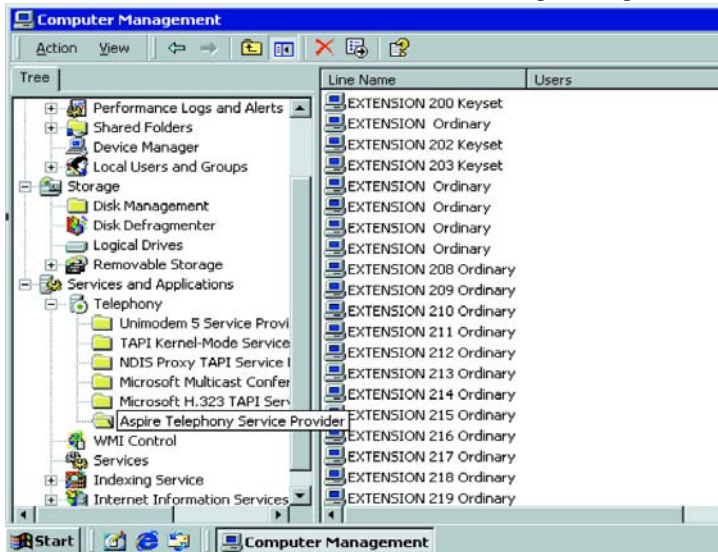 Computer Management
Action View
Tree
Line Name Users
Performance Logs and Alerts
Shared Folders
Device Manager
Local Users and Groups
Storage
Disk Management
Disk Defragmenter
Logical Drives
Removable Storage
Services and Applications
Telephony
Unimodem 5 Service Provi
TAPI Kernel-Mode Service
NDIS Proxy TAPI Service
Microsoft Multicast Confer
Microsoft H.323 TAPI Serv
Aspire Telephony Service Provider
WMI Control
Services
Indexing Service
Internet Information Services
EXTENSION 200 Keyset
EXTENSION Ordinary
EXTENSION 202 Keyset
EXTENSION 203 Keyset
EXTENSION Ordinary
EXTENSION Ordinary
EXTENSION Ordinary
EXTENSION Ordinary
EXTENSION 208 Ordinary
EXTENSION 209 Ordinary
EXTENSION 210 Ordinary
EXTENSION 211 Ordinary
EXTENSION 212 Ordinary
EXTENSION 213 Ordinary
EXTENSION 214 Ordinary
EXTENSION 215 Ordinary
EXTENSION 216 Ordinary
EXTENSION 217 Ordinary
EXTENSION 218 Ordinary
EXTENSION 219 Ordinary
Start Computer Management